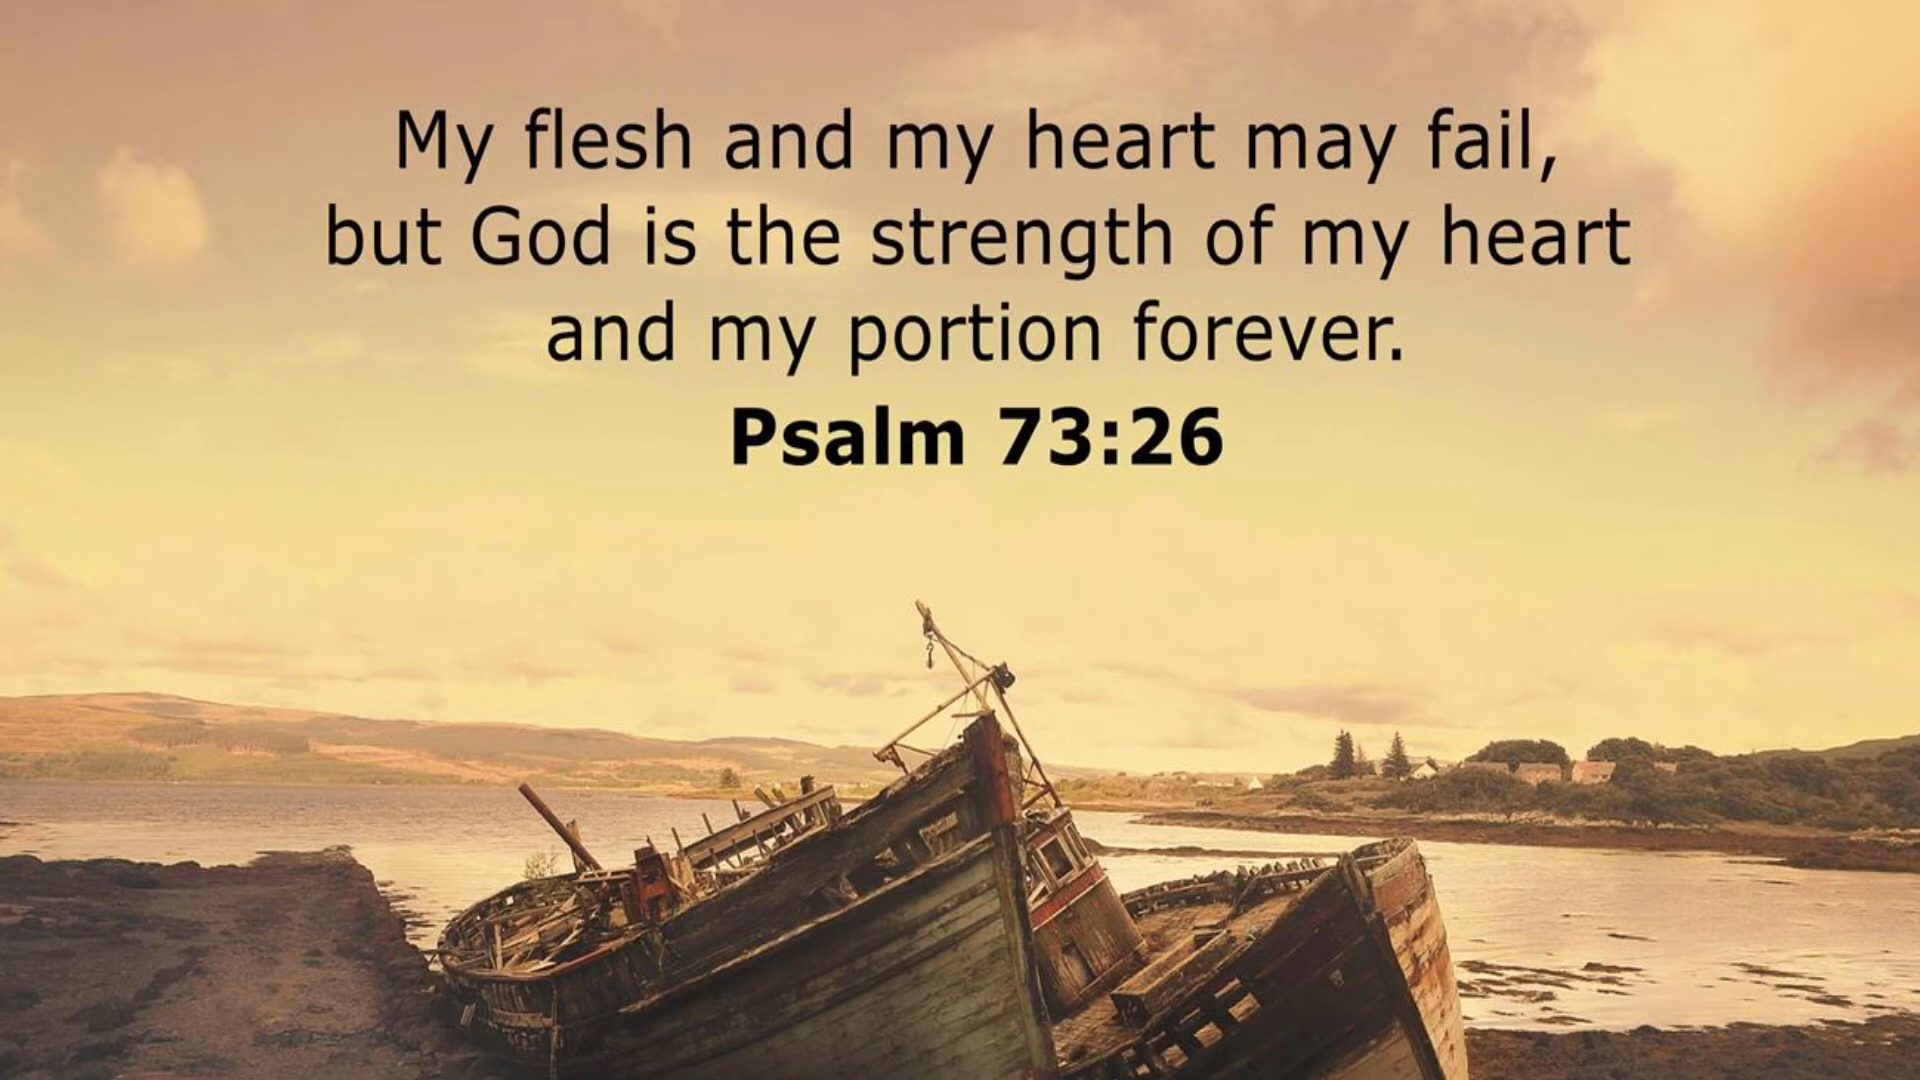 My flesh and my heart may fail,
but God is the strength of my heart
and my portion forever.
Psalm 73:26